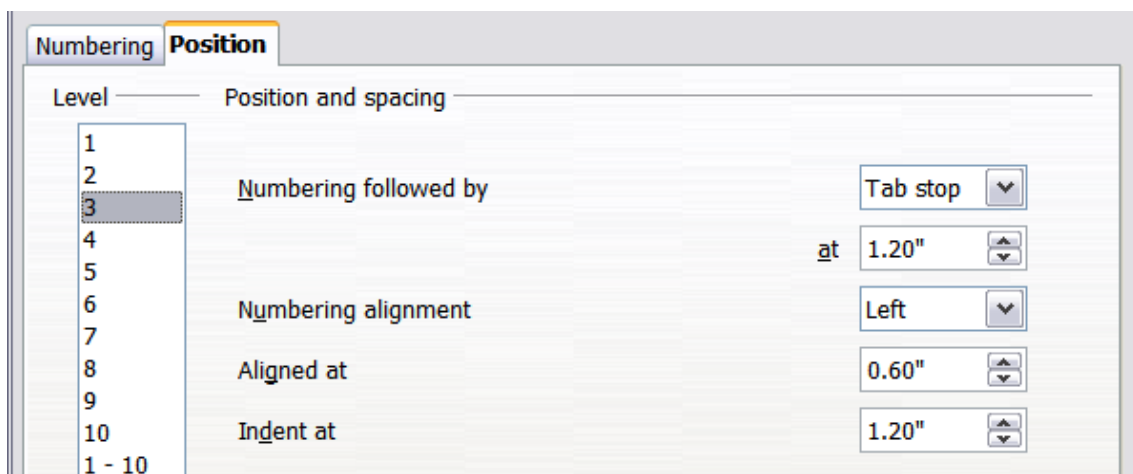 Numbering Position
Level Position and spacing
1
2
Numbering followed by Tab stop
3
4
at 1.20"
5
6
Numbering alignment Left
7
8
Aligned at 0.60"
9
10
Indent at 1.20"
1 - 10